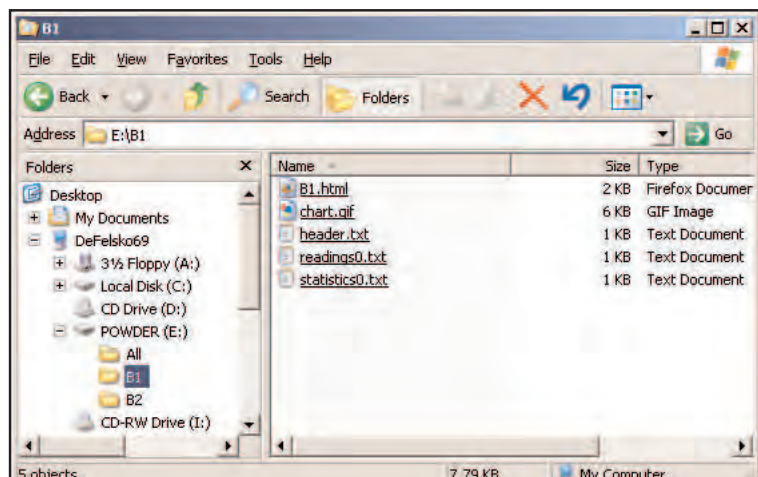 B1
File Edit View Favorites Tools Help
Back Search Folders
Address E:\B1 Go
Folders x Name Size Type
Desktop B1.html 2 KB Firefox Documer
My Documents chart.gif 6 KB GIF Image
DeFelsko69 header.txt 1 KB Text Document
3½ Floppy (A:) readings0.txt 1 KB Text Document
Local Disk (C:) statistics0.txt 1 KB Text Document
CD Drive (D:)
POWDER (E:)
All
B1
B2
CD-RW Drive (I:)
5 objects 7.79 KB My Computer